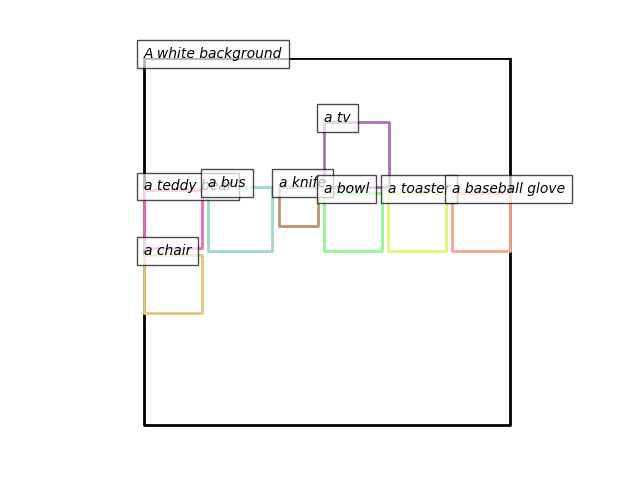 A white background
a tv
a teddy bear
a bus
a knife
a bowl
a toaster
a baseball glove
a chair